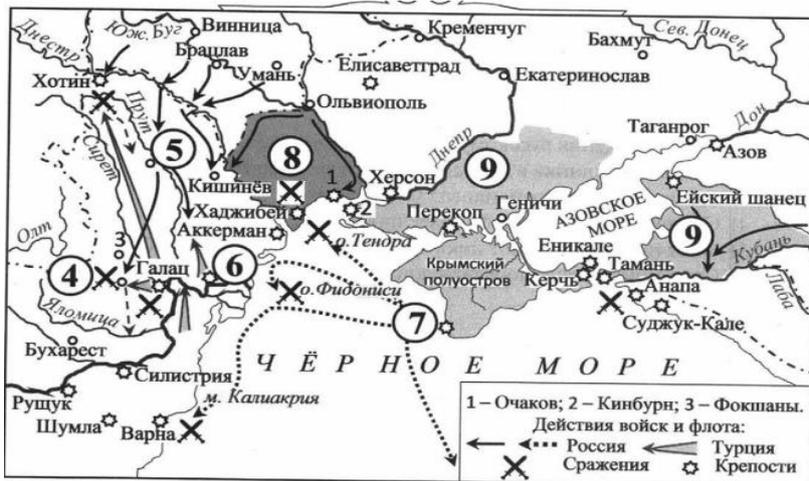 Винница
Кременчуг
Сев. Донец
Днестр
Юж. Буг
Брацлав
Бахмут
Умань
Елисаветград
Хотин
Екатеринослав
Ольвиополь
Прут
Дон
Таганрог
Сирет
5
8
Днепр
9
Азов
1
Херсон
Кишинёв
2
Геничи
АЗОВСКОЕ
МОРЕ
Ейский шанец
Хаджибей
Перекоп
9
Олт
Аккерман
о.Тендра
Еникале
Кубань
3
4
Галац
6
Крымский
полуостров
Тамань
Лаба
Керчь
Анапа
о.Фидониси
Яломица
7
Суджук-Кале
Бухарест
ЧЁРНОЕ МОРЕ
Силистрия
м. Калиакрия
Рущук
Шумла
Варна
1 – Очаков; 2 – Кинбурн; 3 – Фокшаны.
Действия войск и флота:
Россия
Турция
Сражения
Крепости